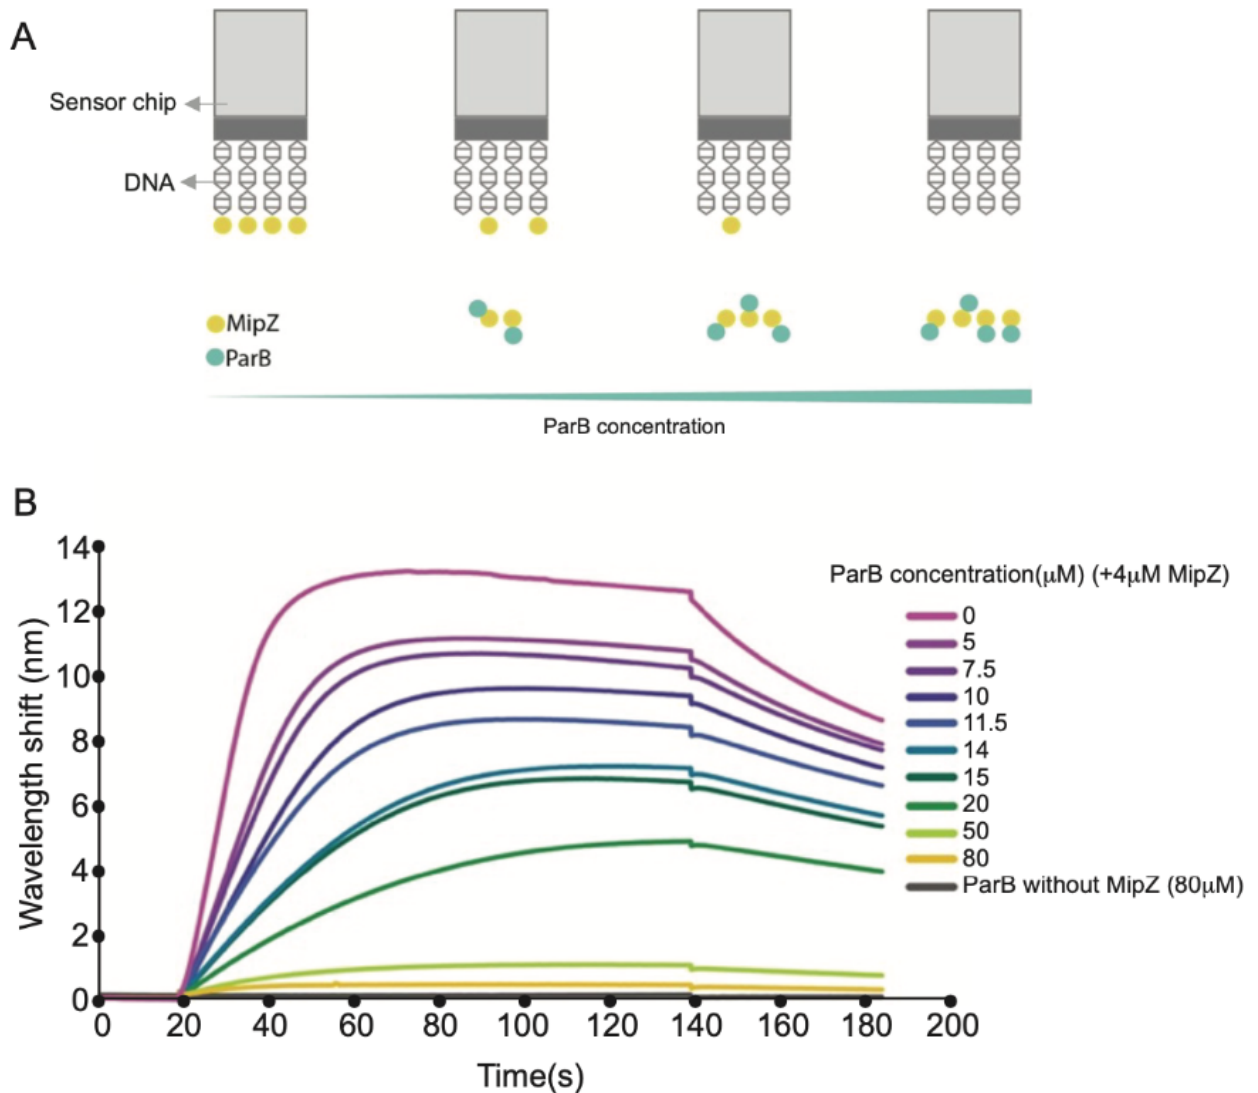 A
Sensor chip
DNA
MipZ
ParB
ParB concentration
B
Wavelength shift (nm)
14
12
10
8
6
4
2
0
0 20 40 60 80 100 120 140 160 180 200
Time(s)
ParB concentration(μM) (+4μM MipZ)
0
5
7.5
10
11.5
14
15
20
50
80
ParB without MipZ (80μM)